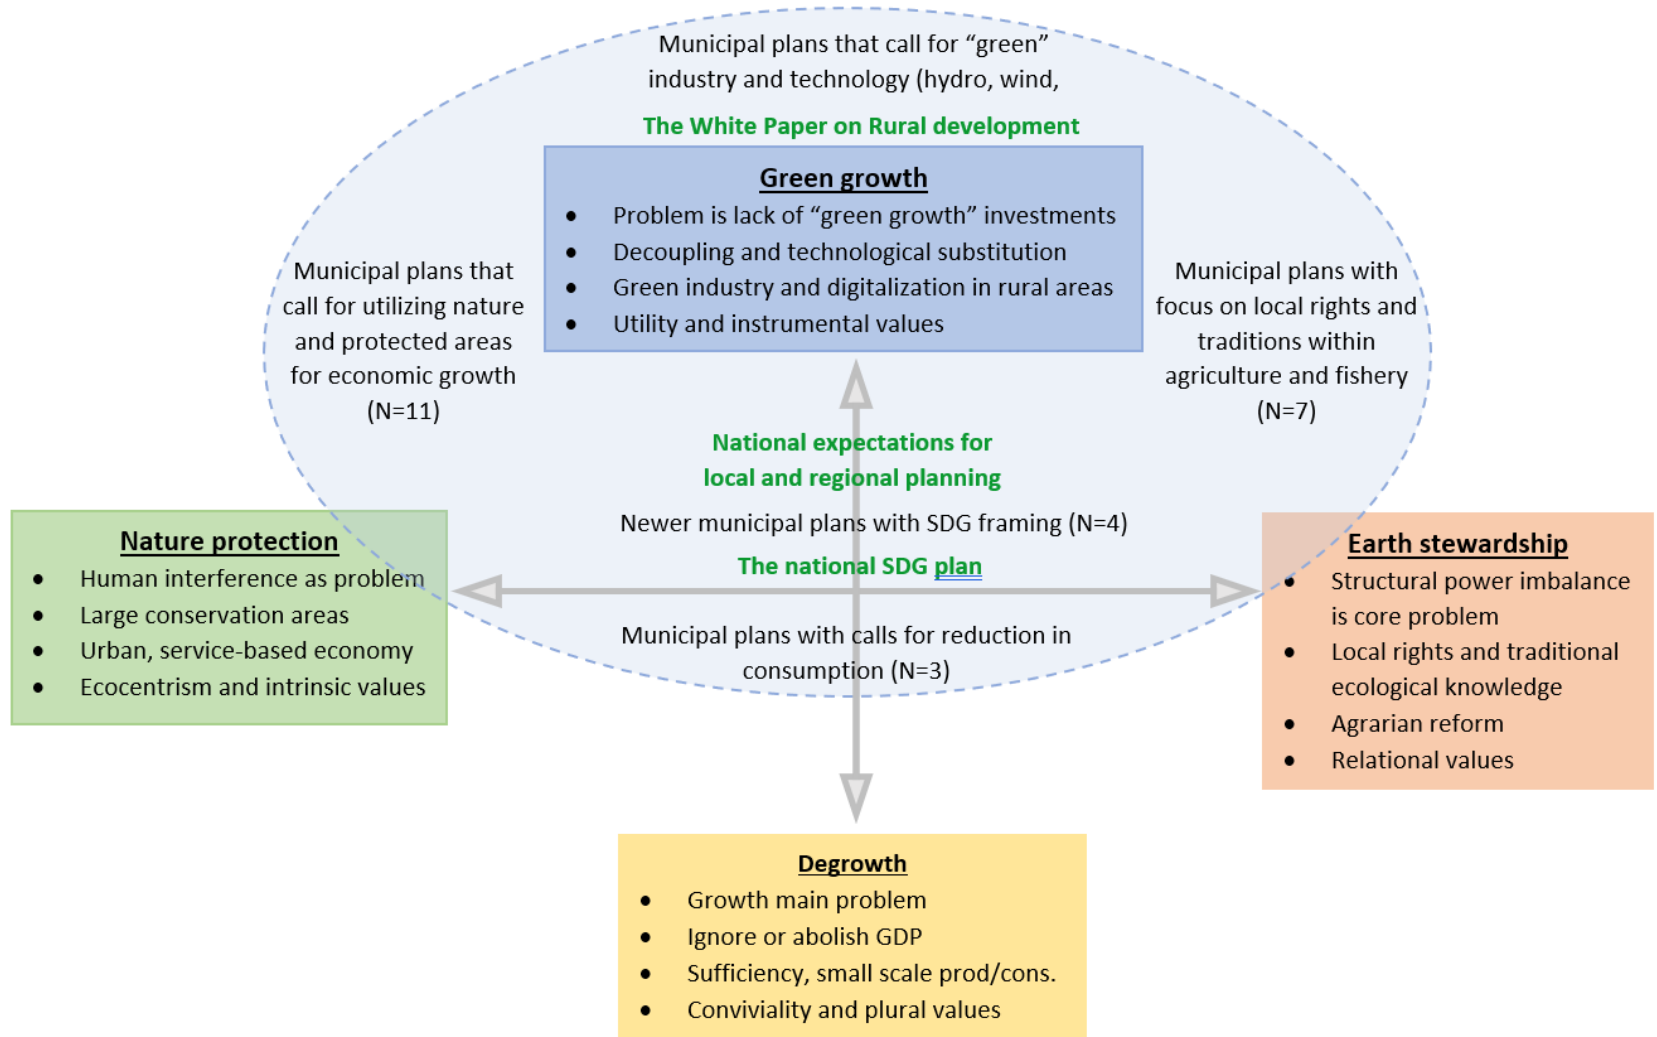 Municipal plans that call for “green”
industry and technology (hydro, wind,
The White Paper on Rural development
Green growth
• Problem is lack of “green growth” investments
• Decoupling and technological substitution
• Green industry and digitalization in rural areas
• Utility and instrumental values
Municipal plans that
call for utilizing nature
and protected areas
for economic growth
(N=11)
Municipal plans with
focus on local rights and
traditions within
agriculture and fishery
(N=7)
National expectations for
local and regional planning
Newer municipal plans with SDG framing (N=4)
The national SDG plan
Nature protection
• Human interference as problem
• Large conservation areas
• Urban, service-based economy
• Ecocentrism and intrinsic values
Earth stewardship
• Structural power imbalance
is core problem
• Local rights and traditional
ecological knowledge
• Agrarian reform
• Relational values
Municipal plans with calls for reduction in
consumption (N=3)
Degrowth
• Growth main problem
• Ignore or abolish GDP
• Sufficiency, small scale prod/cons.
• Conviviality and plural values